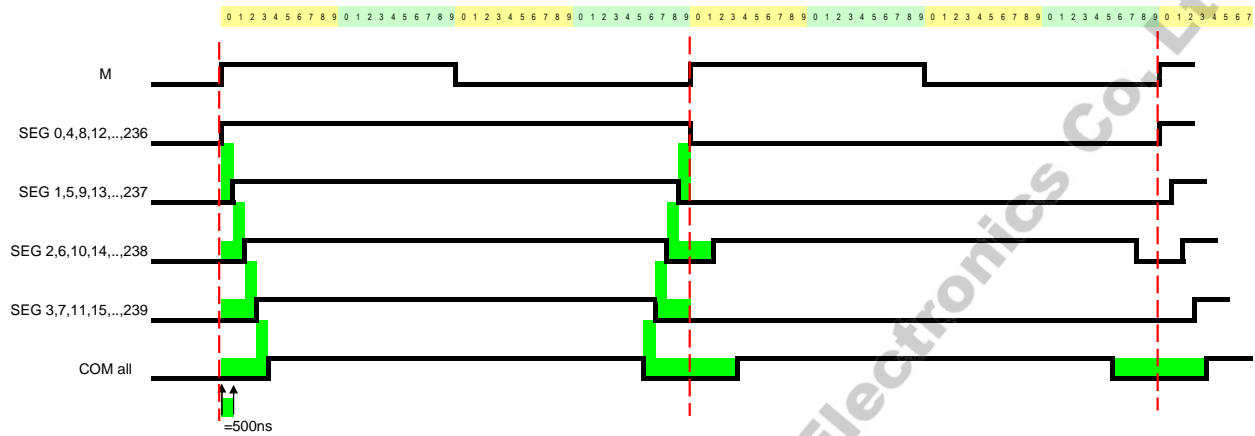 0 1 2 3 4 5 6 7 8 9 0 1 2 3 4 5 6 7 8 9 0 1 2 3 4 5 6 7 8 9 0 1 2 3 4 5 6 7 8 9 0 1 2 3 4 5 6 7 8 9 0 1 2 3 4 5 6 7 8 9 0 1 2 3 4 5 6 7 8 9 0 1 2 3 4 5 6 7 8 9 0 1 2 3 4 5 6 7
M
SEG 0,4,8,12,..,236
SEG 1,5,9,13,..,237
SEG 2,6,10,14,..,238
SEG 3,7,11,15,..,239
COM all
=500ns
Electronics Co., Lt